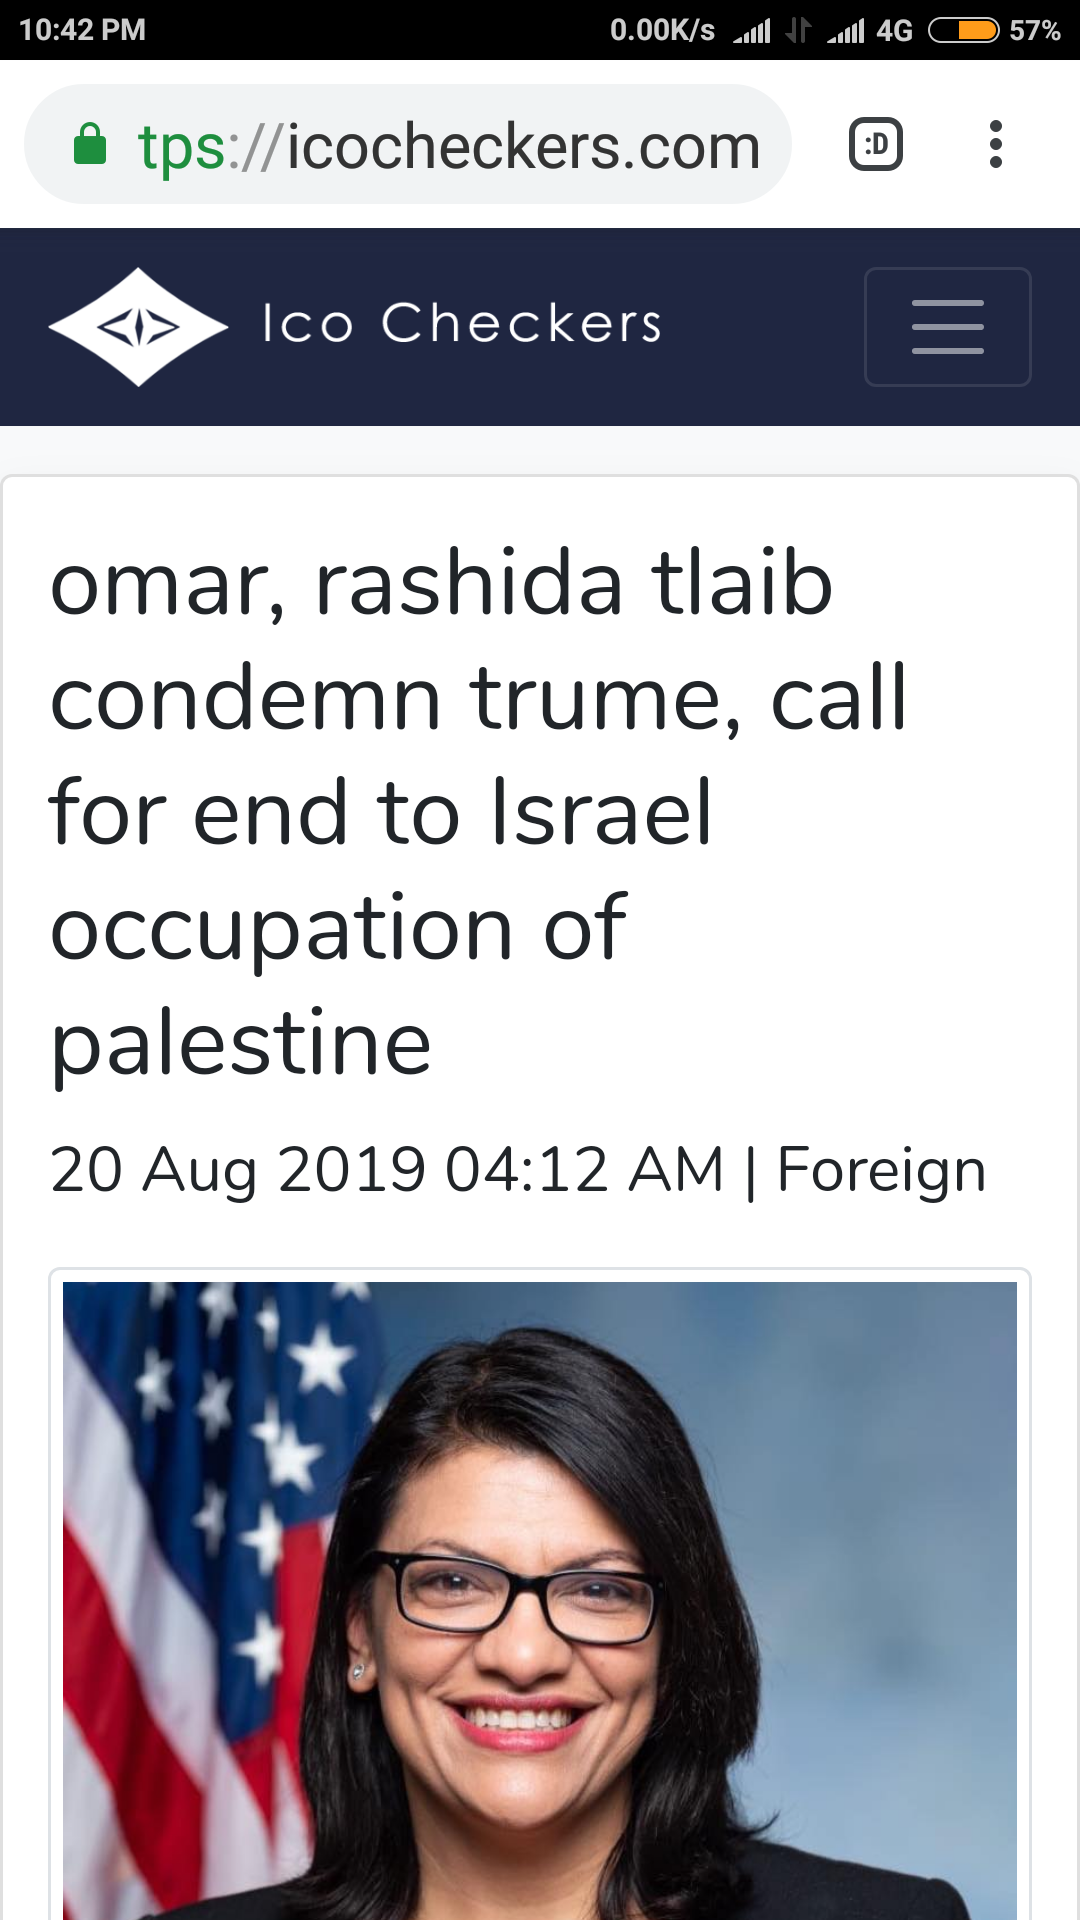 10:42 PM 0.00K/s 4G 57%
tps://icocheckers.com :D
Ico Checkers
omar, rashida tlaib
condemn trume, call
for end to Israel
occupation of
palestine
20 Aug 2019 04:12 AM | Foreign